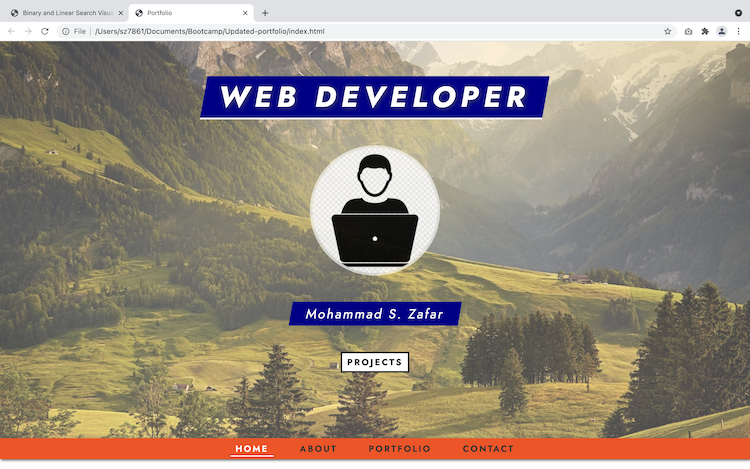 Binary and Linear Search Visua
Portfolio
File /Users/sz7861/Documents/Bootcamp/Updated-portfolio/index.html
WEB DEVELOPER
Mohammad S. Zafar
PROJECTS
HOME ABOUT PORTFOLIO CONTACT